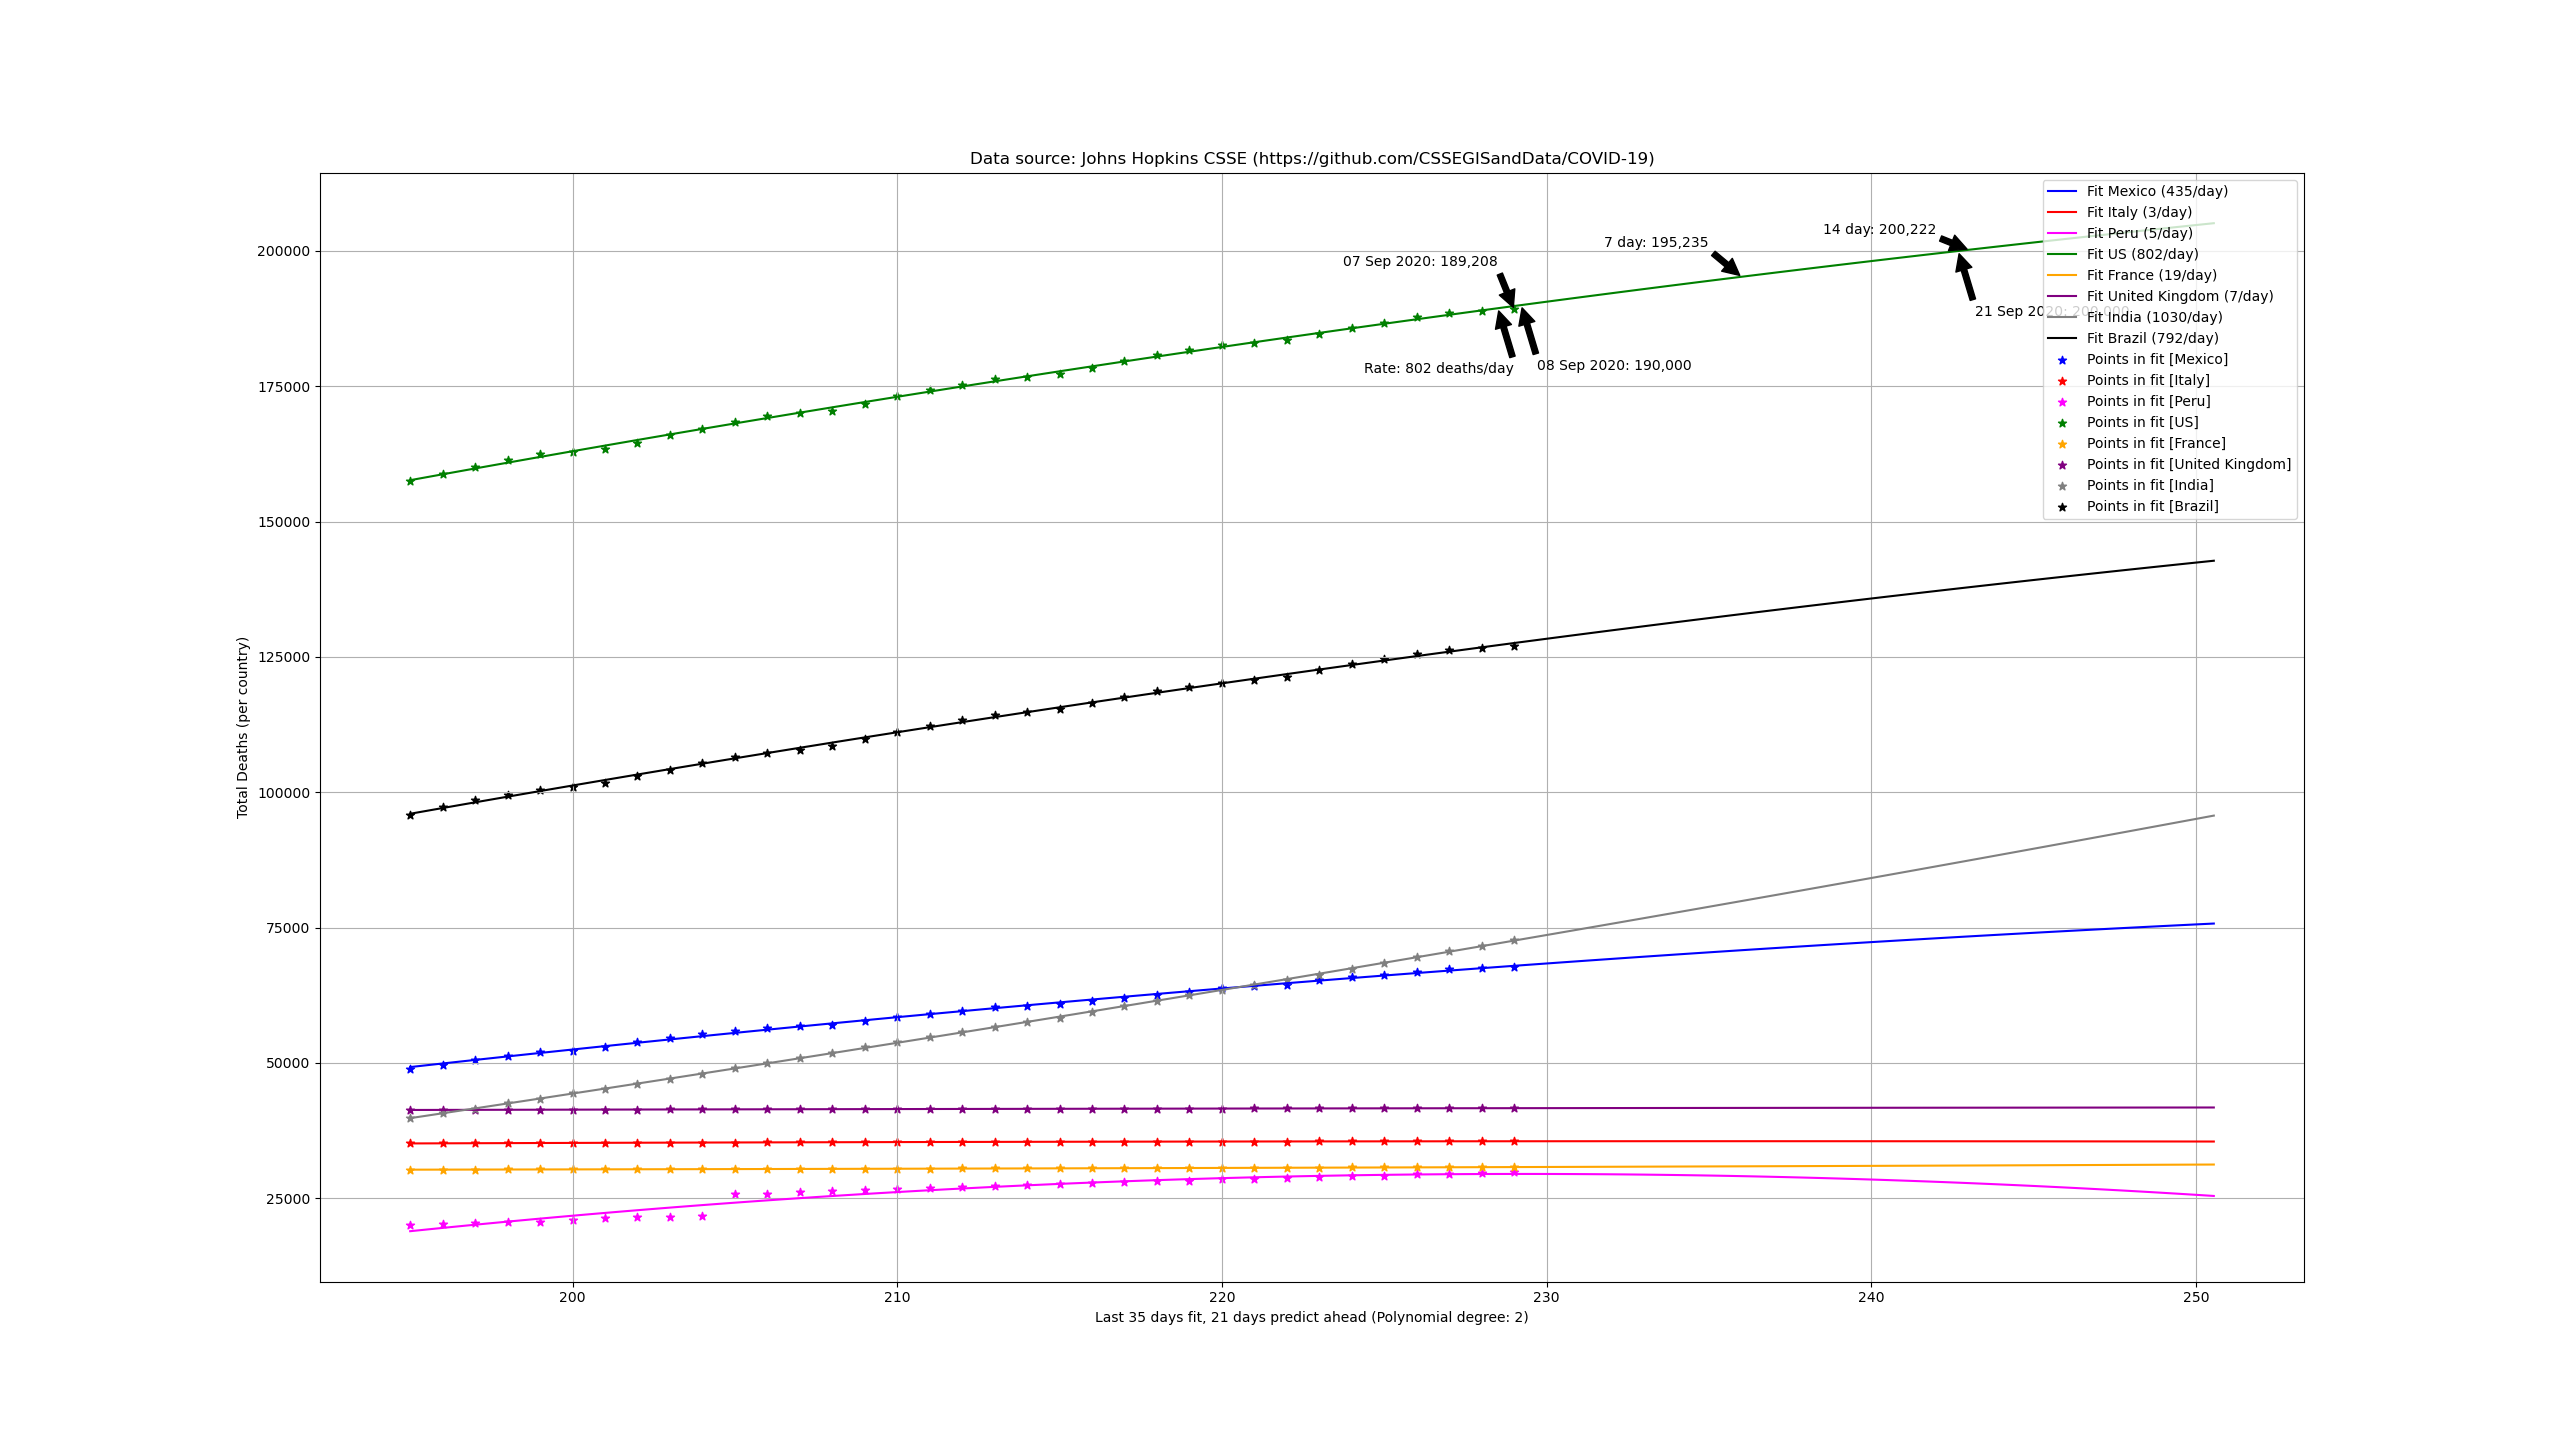 Data source: Johns Hopkins CSSE (https://github.com/CSSEGISandData/COVID-19)
Fit Mexico (435/day)
Fit Italy (3/day)
Fit Peru (5/day)
Fit US (802/day)
Fit France (19/day)
Fit United Kingdom (7/day)
Fit India (1030/day)
Fit Brazil (792/day)
Points in fit [Mexico]
Points in fit [Italy]
Points in fit [Peru]
Points in fit [US]
Points in fit [France]
Points in fit [United Kingdom]
Points in fit [India]
Points in fit [Brazil]
14 day: 200,222
7 day: 195,235
07 Sep 2020: 189,208
21 Sep 2020: 200,000
Rate: 802 deaths/day
08 Sep 2020: 190,000
Total Deaths (per country)
200000
175000
150000
125000
100000
75000
50000
25000
200 210 220 230 240 250
Last 35 days fit, 21 days predict ahead (Polynomial degree: 2)